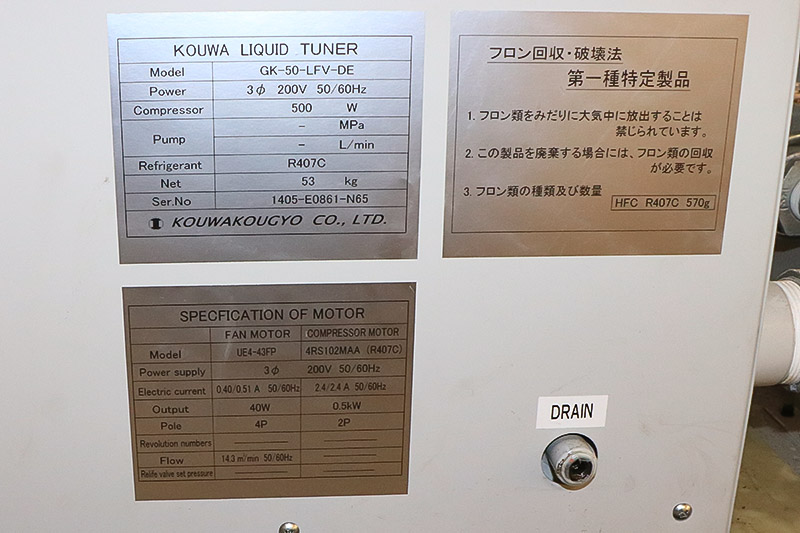 KOUWA LIQUID TUNER
Model GK-50-LFV-DE
Power 3φ 200V 50/60Hz
Compressor 500 W
Pump – MPa
– L/min
Refrigerant R407C
Net 53 kg
Ser.No 1405-E0861-N65
KOUWAKOUGYO CO., LTD.
フロン回収・破壊法
第一種特定製品
1. フロン類をみだりに大気中に放出することは
禁じられています。
2. この製品を廃棄する場合には、フロン類の回収
が必要です。
3. フロン類の種類及び数量
HFC R407C 570g
SPECFICATION OF MOTOR
FAN MOTOR COMPRESSOR MOTOR
Model UE4-43FP 4RS102MAA (R407C)
Power supply 3φ 200V 50/60Hz
Electric current 0.40/0.51 A 50/60Hz 2.4/2.4 A 50/60Hz
Output 40W 0.5kW
Pole 4P 2P
Revolution numbers
Flow 14.3 m³/min 50/60Hz
Relife valve set pressure
DRAIN